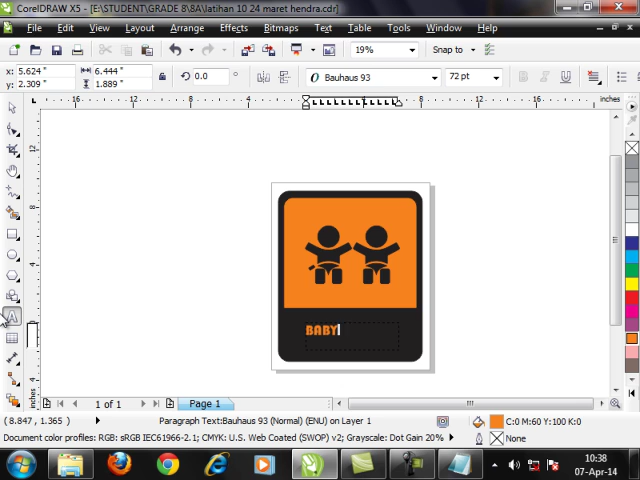 CorelDRAW X5 - [E:\STUDENT\GRADE 8\8A\latihan 10 24 maret hendra.cdr]
File Edit View Layout Arrange Effects Bitmaps Text Table Tools Window Help
19% Snap to
x: 5.624 " 6.444 " 0.0 ° O Bauhaus 93 72 pt
y: 2.309 " 1.889 "
16 12 8 4 4 8 12 16 inches
12
8
4
BABY
4
inches
1 of 1 Page 1
( 8.847 , 1.365 ) Paragraph Text:Bauhaus 93 (Normal) (ENU) on Layer 1 C:0 M:60 Y:100 K:0
Document color profiles: RGB: sRGB IEC61966-2.1; CMYK: U.S. Web Coated (SWOP) v2; Grayscale: Dot Gain 20% None
10:38
07-Apr-14